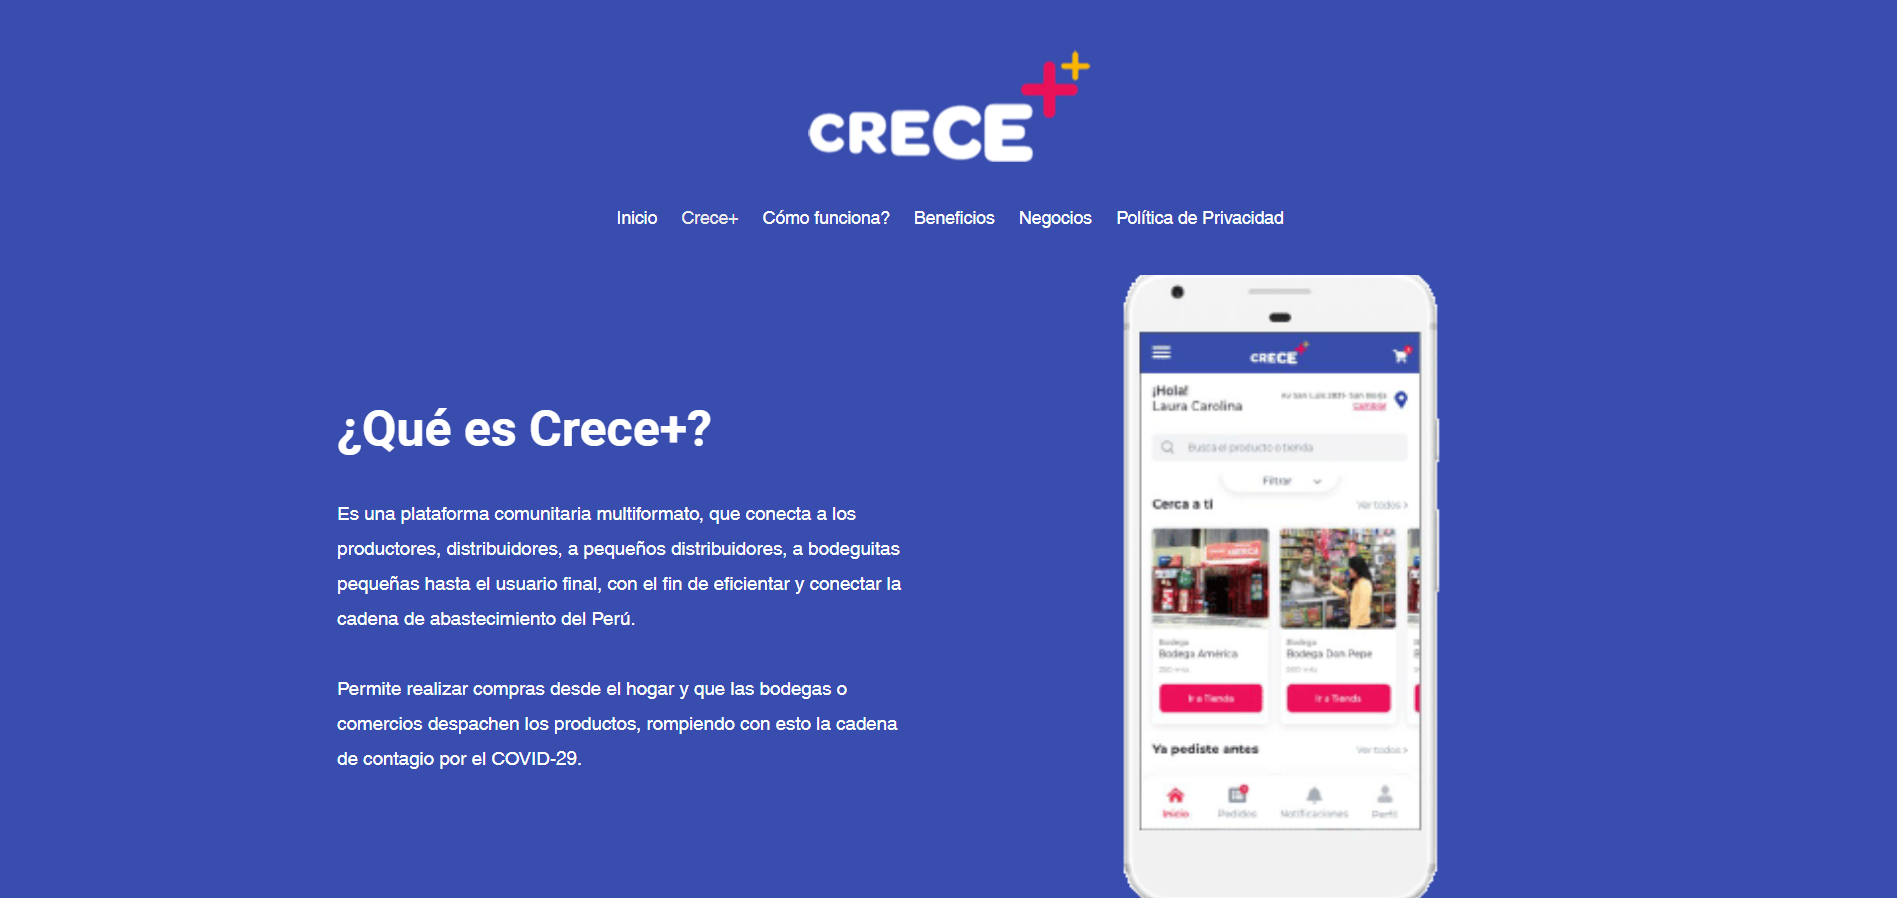 CRECE++
Inicio Crece+ Cómo funciona? Beneficios Negocios Política de Privacidad
¿Qué es Crece+?
Es una plataforma comunitaria multiformato, que conecta a los
productores, distribuidores, a pequeños distribuidores, a bodeguitas
pequeñas hasta el usuario final, con el fin de eficientar y conectar la
cadena de abastecimiento del Perú.
Permite realizar compras desde el hogar y que las bodegas o
comercios despachen los productos, rompiendo con esto la cadena
de contagio por el COVID-29.
CRECE++
¡Hola!
Laura Carolina
Cambiar
Busca el producto o tienda
Filtrar
Cerca a ti Ver todos >
AMERICA
Bodega Bodega
Bodega América Bodega Don Pepe
Ir a Tienda Ir a Tienda
Ya pediste antes Ver todos >
Inicio Pedidos Notificaciones Perfil